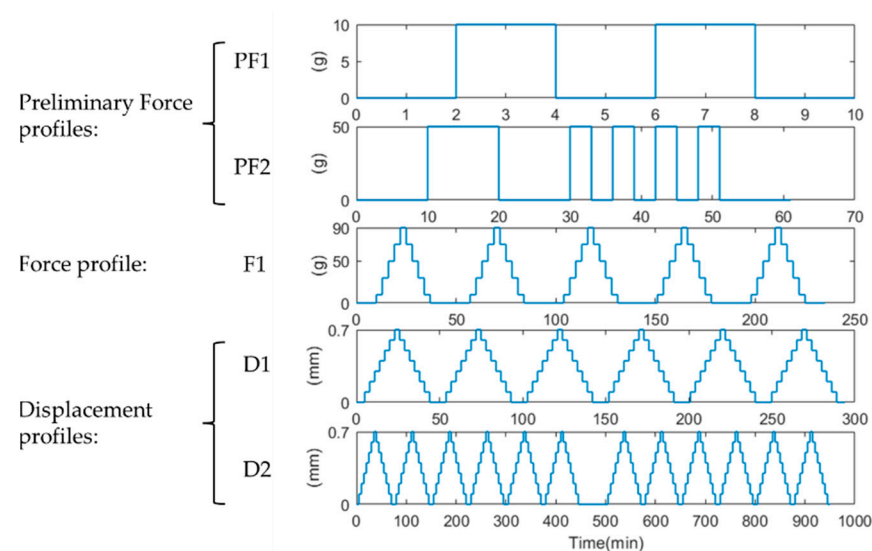 Preliminary Force
profiles:
PF1
(g)
10
5
0
0 1 2 3 4 5 6 7 8 9 10
PF2
(g)
50
0
0 10 20 30 40 50 60 70
Force profile:
F1
(g)
90
50
0
0 50 100 150 200 250
Displacement
profiles:
D1
(mm)
0.7
0
0 50 100 150 200 250 300
D2
(mm)
0.7
0
0 100 200 300 400 500 600 700 800 900 1000
Time(min)